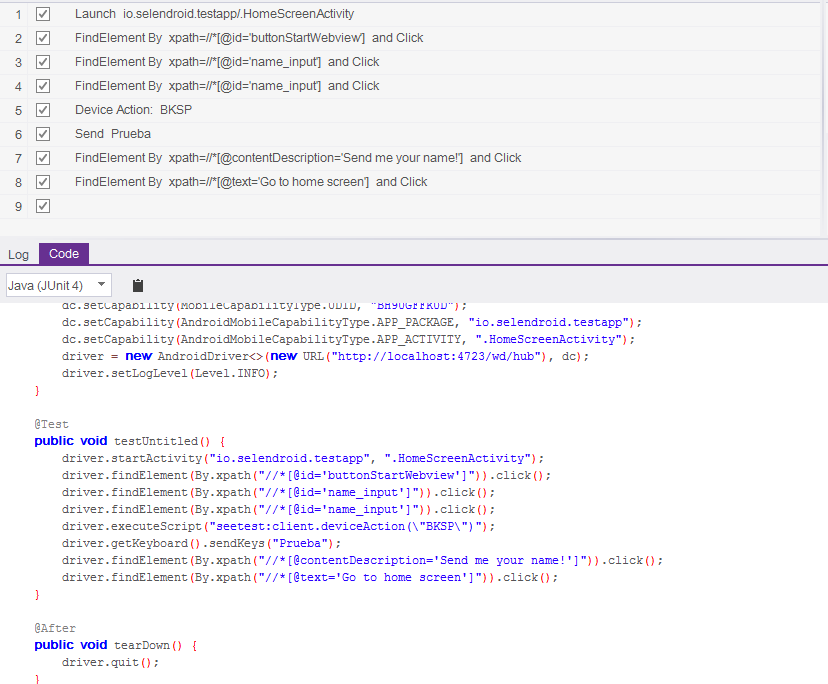 1 Launch io.selendroid.testapp/.HomeScreenActivity
2 FindElement By xpath=//*[@id='buttonStartWebview'] and Click
3 FindElement By xpath=//*[@id='name_input'] and Click
4 FindElement By xpath=//*[@id='name_input'] and Click
5 Device Action: BKSP
6 Send Prueba
7 FindElement By xpath=//*[@contentDescription='Send me your name!'] and Click
8 FindElement By xpath=//*[@text='Go to home screen'] and Click
9
Log Code
Java (JUnit 4)
dc.setCapability(MobileCapabilityType.UDID, );
dc.setCapability(AndroidMobileCapabilityType.APP_PACKAGE, "io.selendroid.testapp");
dc.setCapability(AndroidMobileCapabilityType.APP_ACTIVITY, ".HomeScreenActivity");
driver = new AndroidDriver<>(new URL("http://localhost:4723/wd/hub"), dc);
driver.setLogLevel(Level.INFO);
}
@Test
public void testUntitled() {
driver.startActivity("io.selendroid.testapp", ".HomeScreenActivity");
driver.findElement(By.xpath("//*[@id='buttonStartWebview']")).click();
driver.findElement(By.xpath("//*[@id='name_input']")).click();
driver.findElement(By.xpath("//*[@id='name_input']")).click();
driver.executeScript("seetest:client.deviceAction(\"BKSP\")");
driver.getKeyboard().sendKeys("Prueba");
driver.findElement(By.xpath("//*[@contentDescription='Send me your name!']")).click();
driver.findElement(By.xpath("//*[@text='Go to home screen']")).click();
}
@After
public void tearDown() {
driver.quit();
}